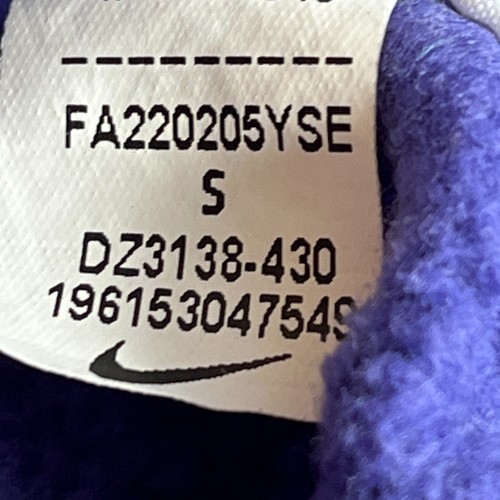 ---------
FA220205YSE
S
DZ3138-430
196153047549